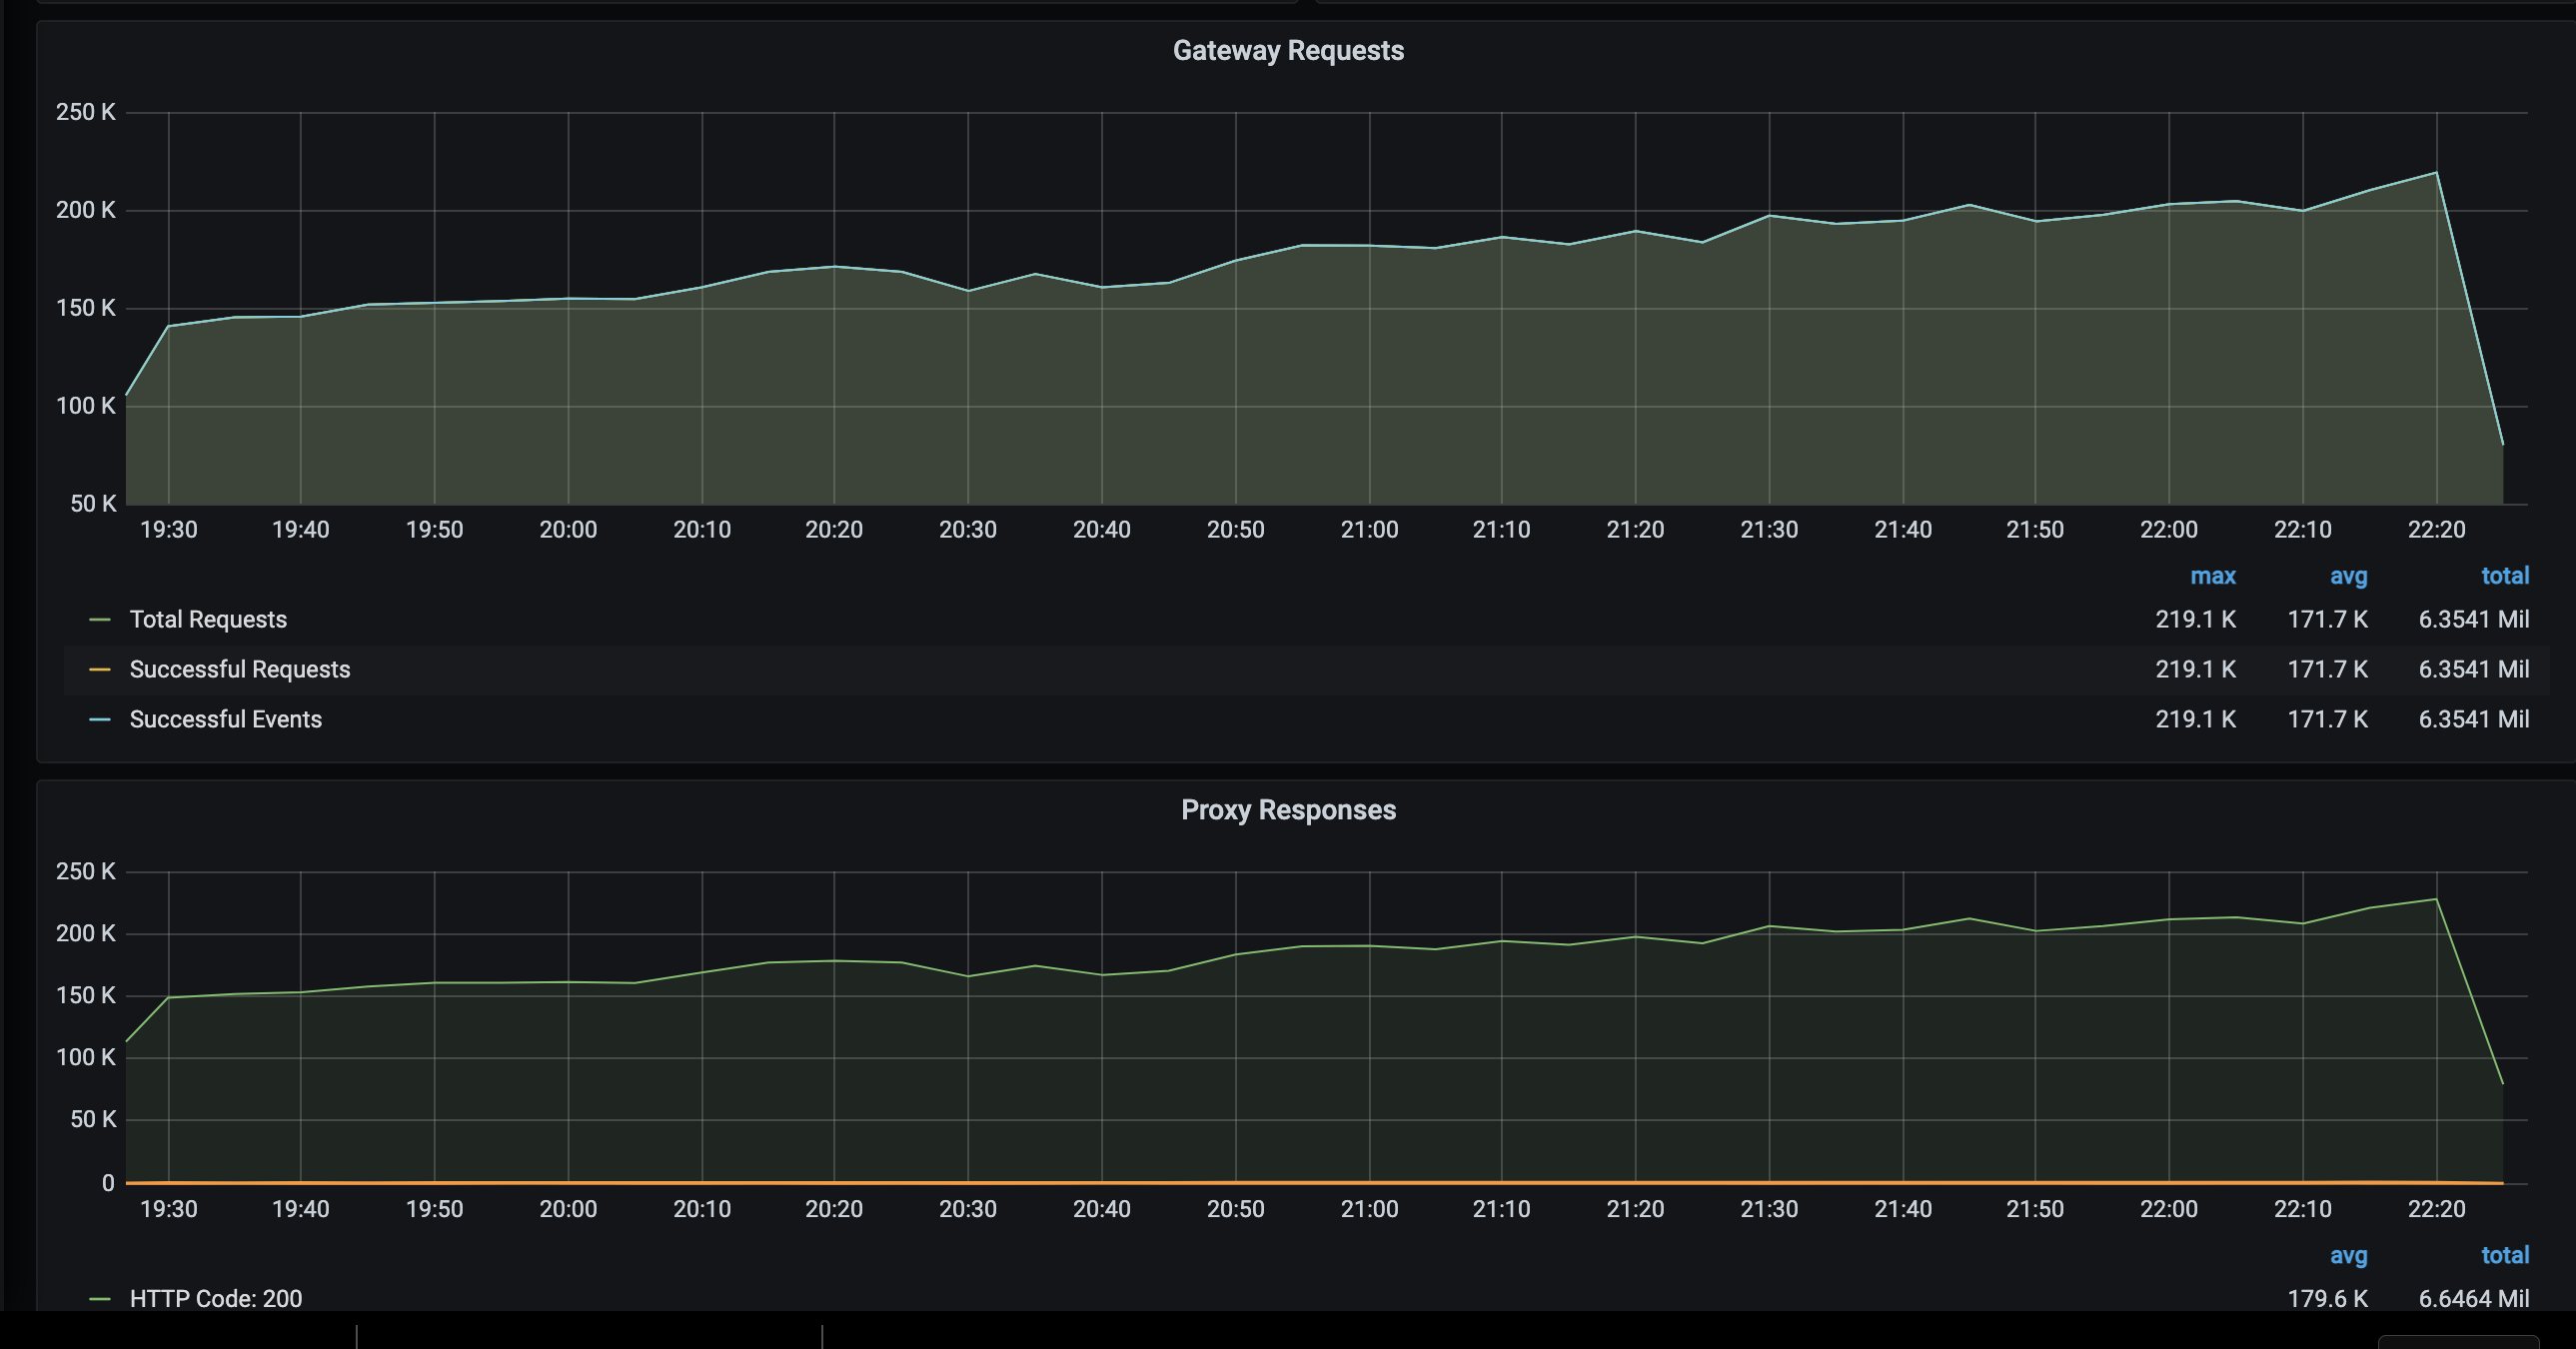 Gateway Requests
250 K
200 K
150 K
100 K
50 K
19:30 19:40 19:50 20:00 20:10 20:20 20:30 20:40 20:50 21:00 21:10 21:20 21:30 21:40 21:50 22:00 22:10 22:20
max avg total
Total Requests 219.1 K 171.7 K 6.3541 Mil
Successful Requests 219.1 K 171.7 K 6.3541 Mil
Successful Events 219.1 K 171.7 K 6.3541 Mil
Proxy Responses
250 K
200 K
150 K
100 K
50 K
0
19:30 19:40 19:50 20:00 20:10 20:20 20:30 20:40 20:50 21:00 21:10 21:20 21:30 21:40 21:50 22:00 22:10 22:20
avg total
HTTP Code: 200 179.6 K 6.6464 Mil